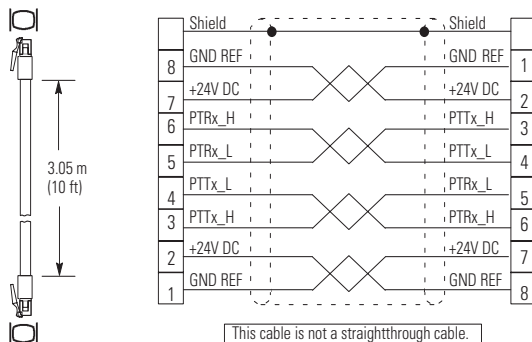 Shield Shield
8 GND REF GND REF 1
7 +24V DC +24V DC 2
6 PTRx_H PTTx_H 3
5 PTRx_L PTTx_L 4
4 PTTx_L PTRx_L 5
3 PTTx_H PTRx_H 6
2 +24V DC +24V DC 7
1 GND REF GND REF 8
3.05 m
(10 ft)
This cable is not a straightthrough cable.